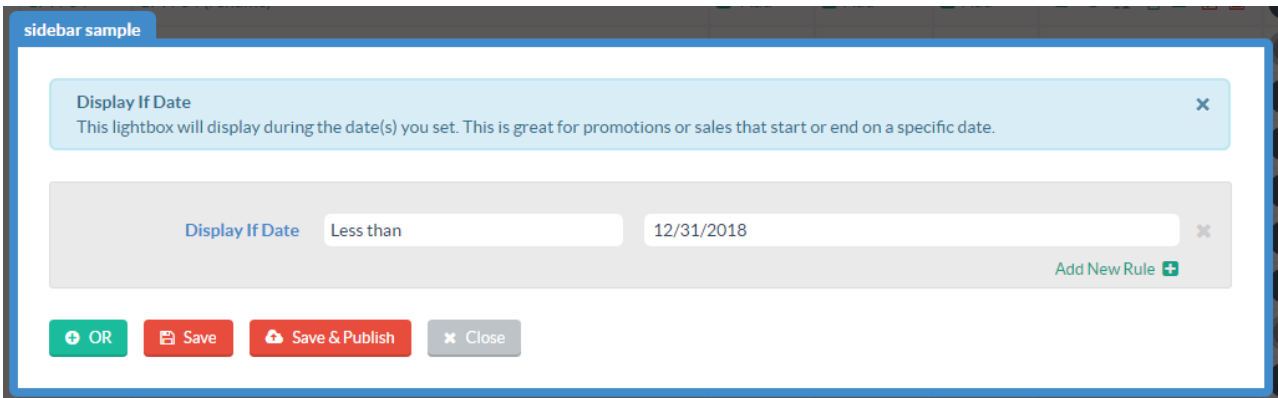 sidebar sample
Display If Date
This lightbox will display during the date(s) you set. This is great for promotions or sales that start or end on a specific date.
Display If Date Less than 12/31/2018
Add New Rule
OR Save Save & Publish Close